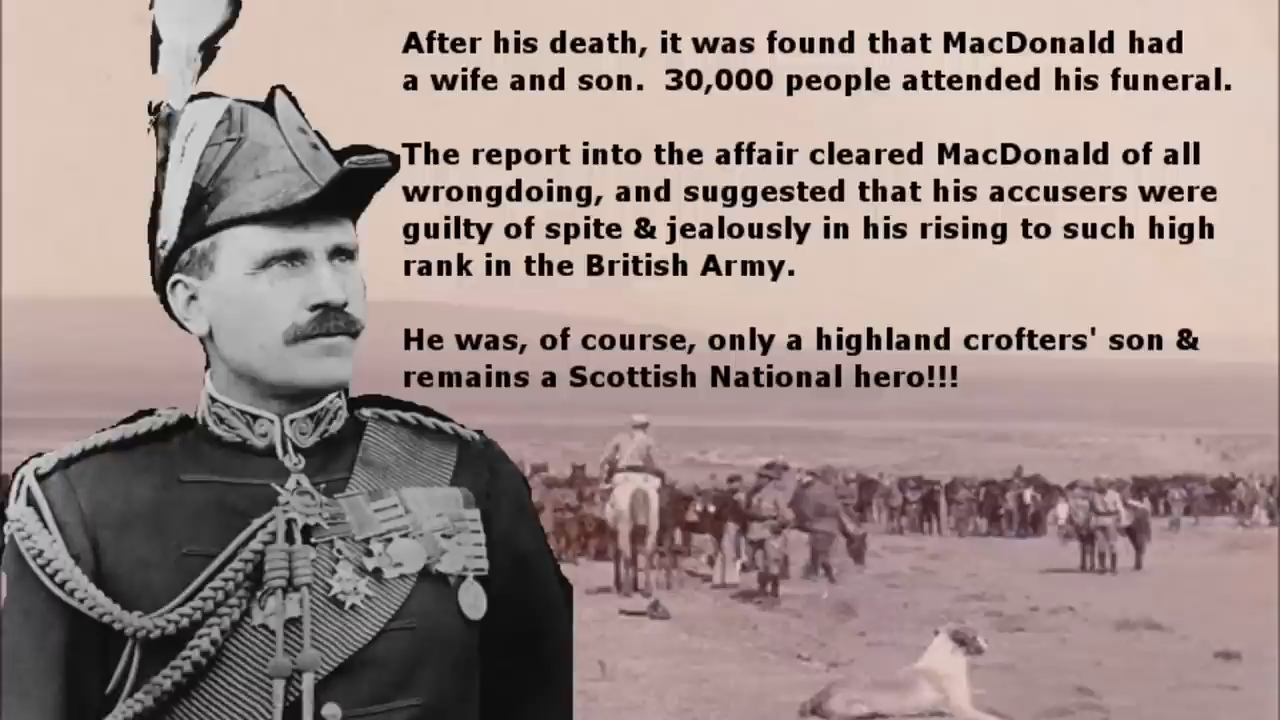 After his death, it was found that MacDonald had
a wife and son.  30,000 people attended his funeral.
The report into the affair cleared MacDonald of all
wrongdoing, and suggested that his accusers were
guilty of spite & jealously in his rising to such high
rank in the British Army.
He was, of course, only a highland crofters' son &
remains a Scottish National hero!!!